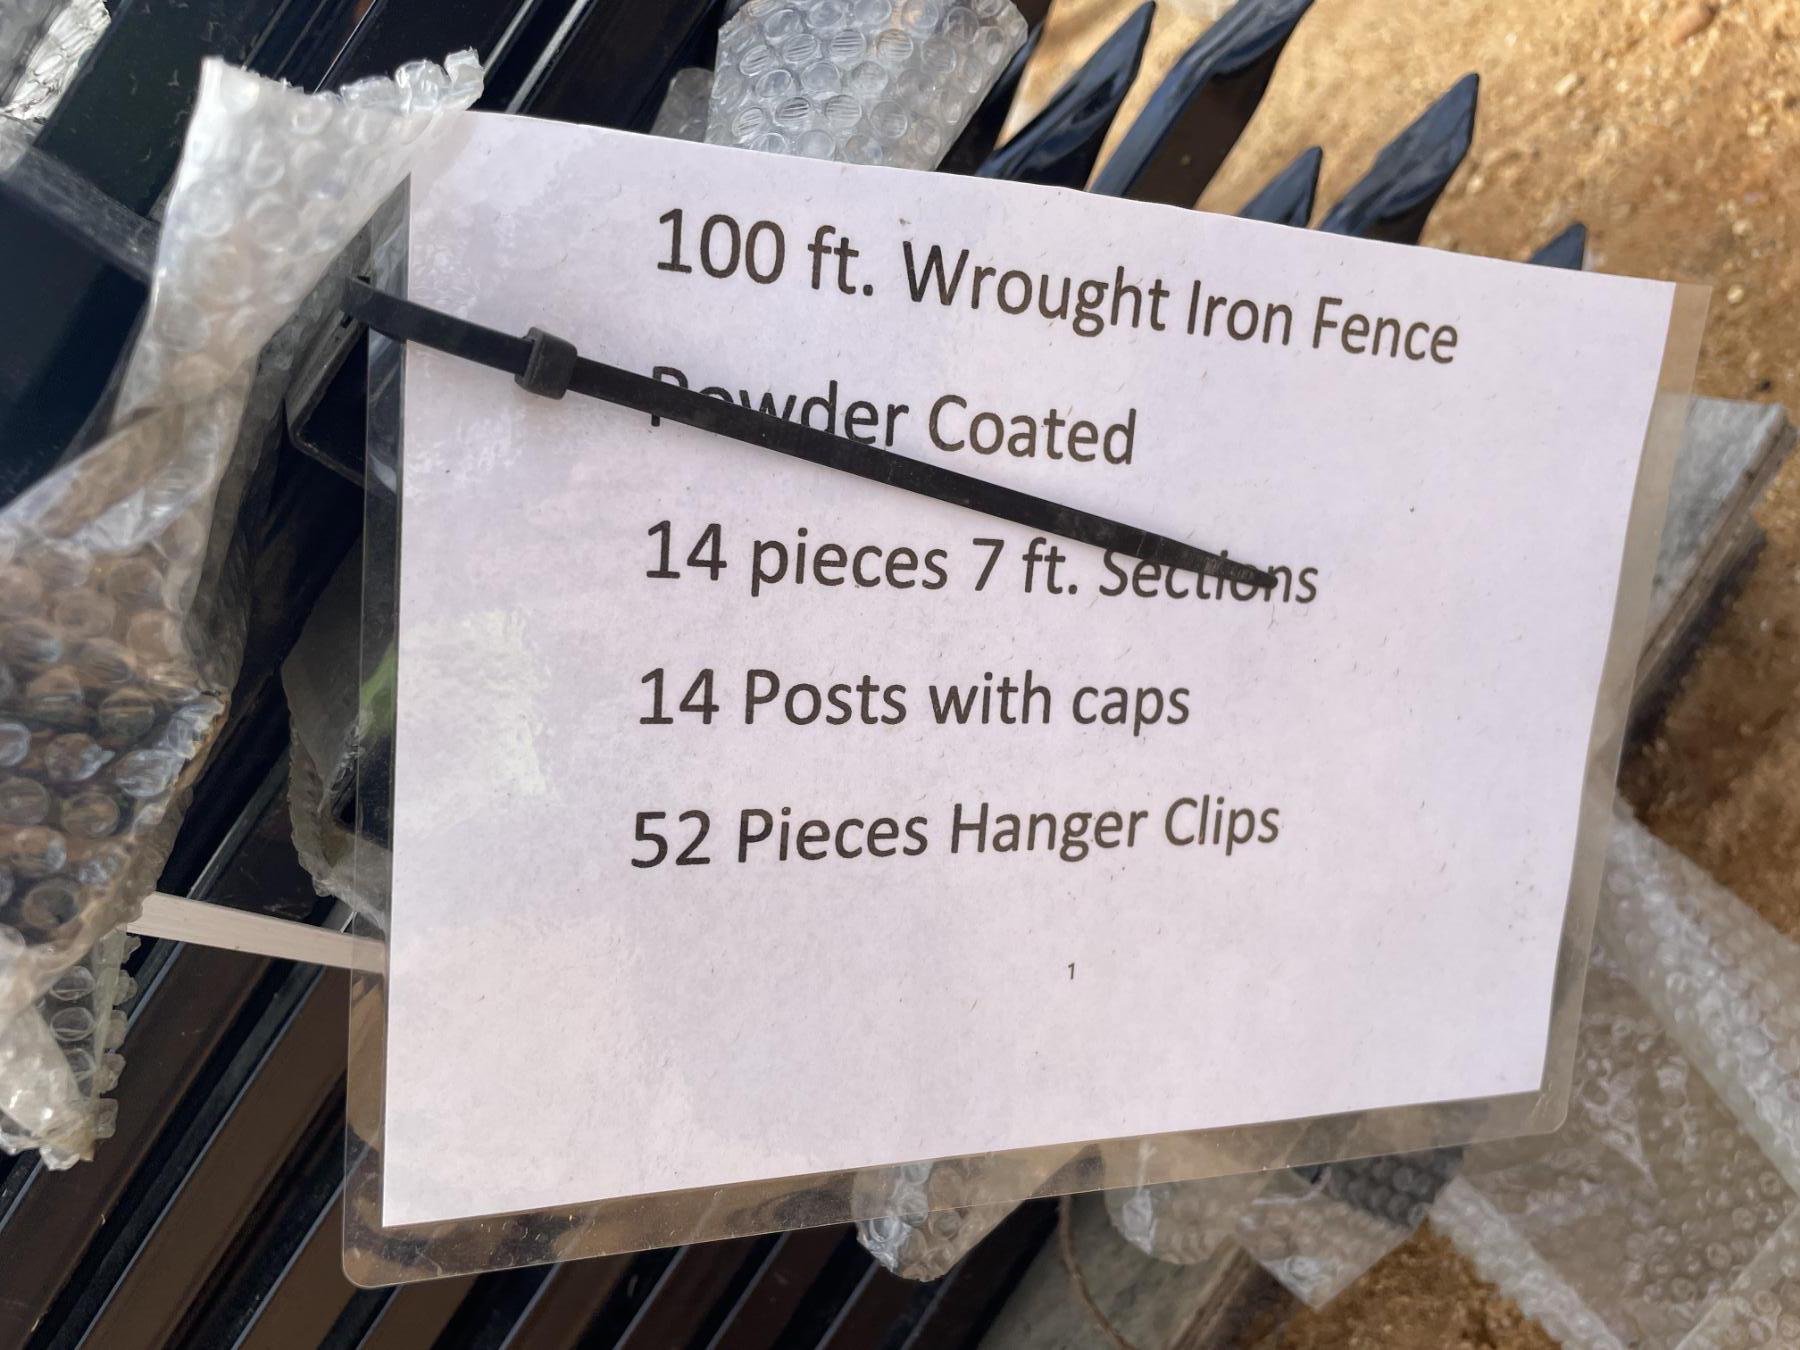 100 ft. Wrought Iron Fence
Powder Coated
14 pieces 7 ft. Sections
14 Posts with caps
52 Pieces Hanger Clips
1